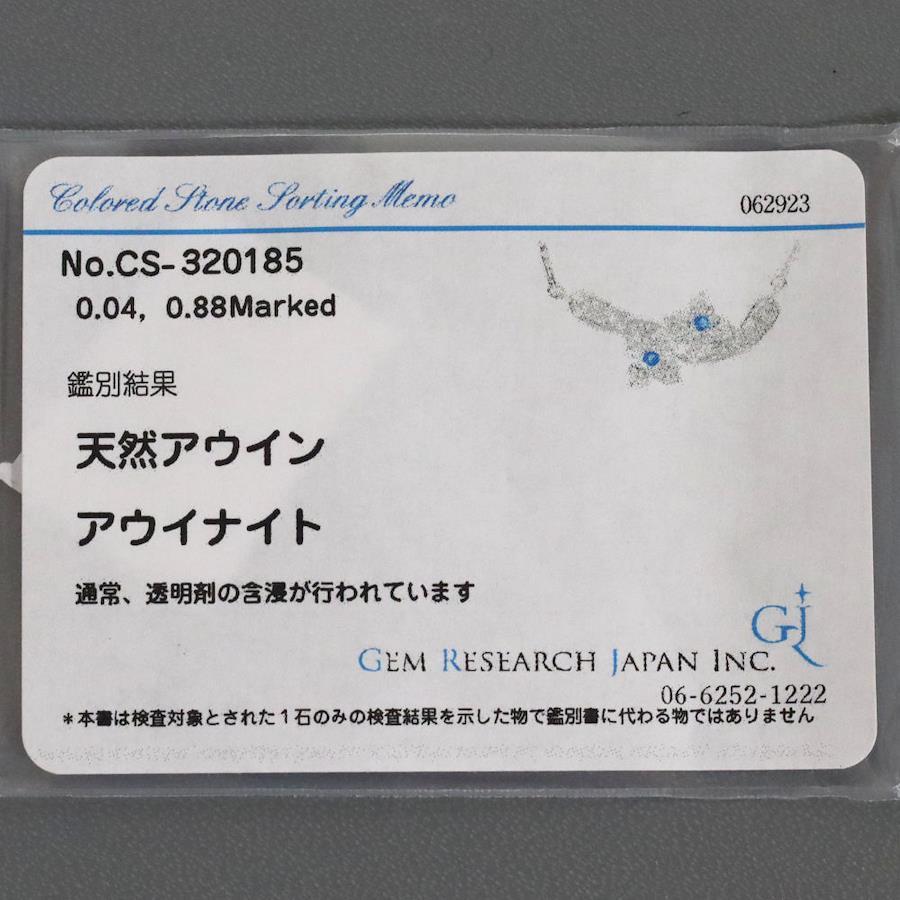 Colored Stone Sorting Memo
062923
No.CS-320185
0.04, 0.88Marked
鑑別結果
天然アウイン
アウイナイト
通常、透明剤の含浸が行われています
GJ
GEM RESEARCH JAPAN INC.
06-6252-1222
*本書は検査対象とされた1石のみの検査結果を示した物で鑑別書に代わる物ではありません